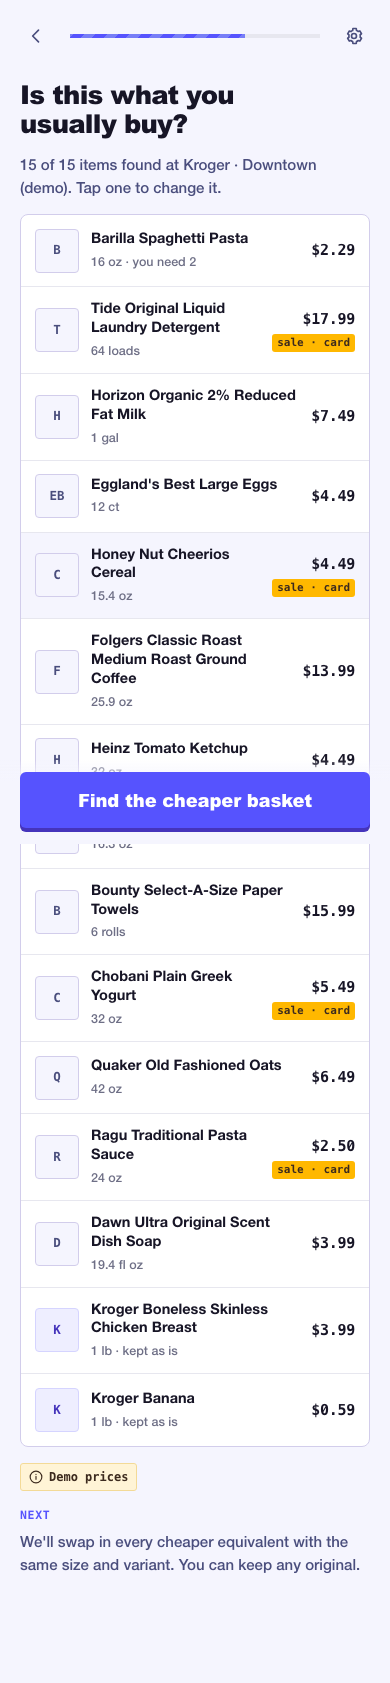 Is this what you
usually buy?
15 of 15 items found at Kroger · Downtown
(demo). Tap one to change it.
B
Barilla Spaghetti Pasta
16 oz · you need 2
$2.29
T
Tide Original Liquid
Laundry Detergent
64 loads
$17.99
sale · card
H
Horizon Organic 2% Reduced
Fat Milk
1 gal
$7.49
EB
Eggland's Best Large Eggs
12 ct
$4.49
C
Honey Nut Cheerios
Cereal
15.4 oz
$4.49
sale · card
F
Folgers Classic Roast
Medium Roast Ground
Coffee
25.9 oz
$13.99
H
Heinz Tomato Ketchup
$4.49
Find the cheaper basket
B
Bounty Select-A-Size Paper
Towels
6 rolls
$15.99
C
Chobani Plain Greek
Yogurt
32 oz
$5.49
sale · card
Q
Quaker Old Fashioned Oats
42 oz
$6.49
R
Ragu Traditional Pasta
Sauce
24 oz
$2.50
sale · card
D
Dawn Ultra Original Scent
Dish Soap
19.4 fl oz
$3.99
K
Kroger Boneless Skinless
Chicken Breast
1 lb · kept as is
$3.99
K
Kroger Banana
1 lb · kept as is
$0.59
Demo prices
NEXT
We'll swap in every cheaper equivalent with the
same size and variant. You can keep any original.